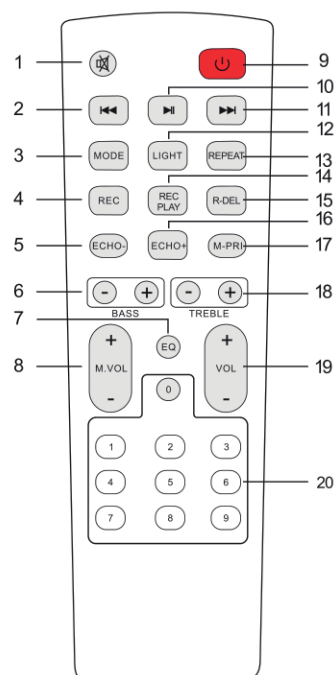 1 9
10
2 11
12
3 MODE LIGHT REPEAT
13
14
4 REC REC PLAY R-DEL 15
16
5 ECHO- ECHO+ M-PRI 17
6 - + - + 18
BASS TREBLE
7 EQ
8 + M.VOL - + VOL - 19
0
1 2 3
4 5 6 20
7 8 9